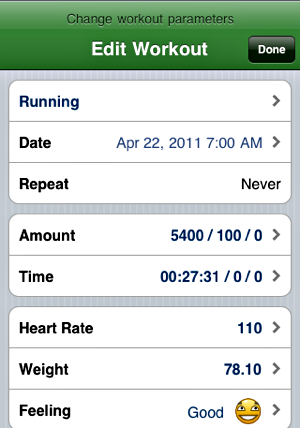 Change workout parameters
Edit Workout
Done
Running
Date Apr 22, 2011 7:00 AM
Repeat Never
Amount 5400 / 100 / 0
Time 00:27:31 / 0 / 0
Heart Rate 110
Weight 78.10
Feeling Good